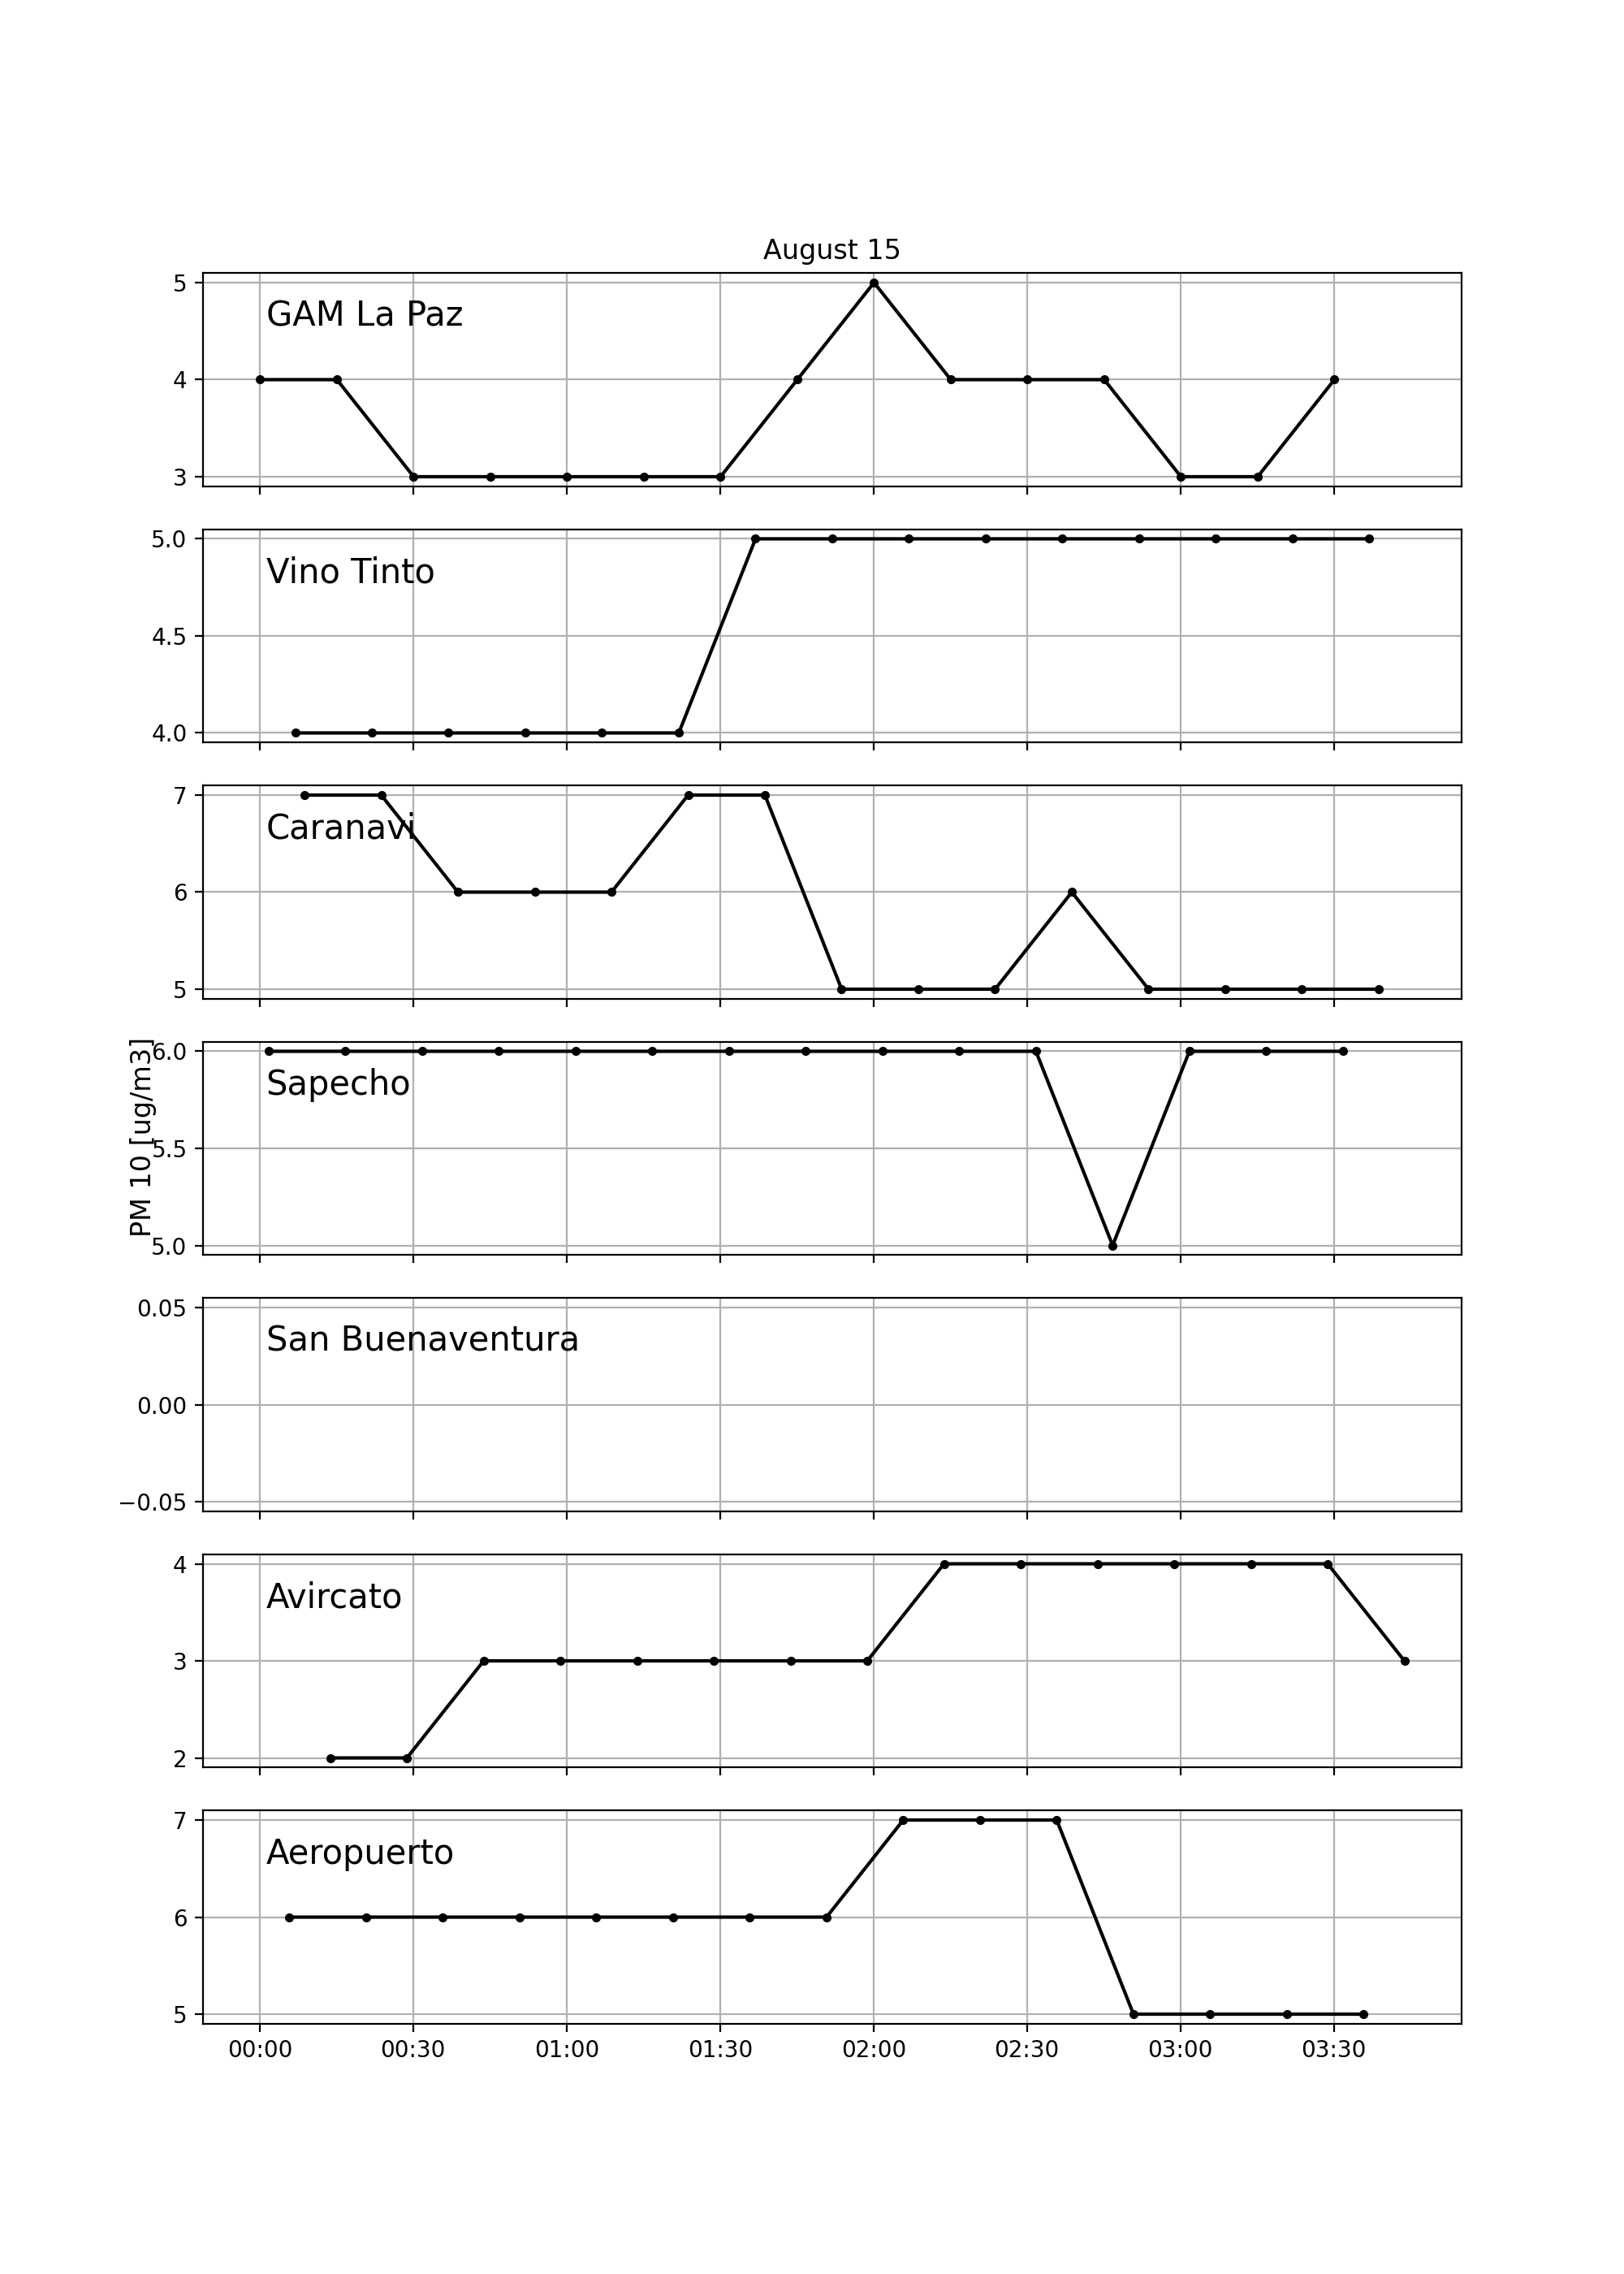 August 15
5
GAM La Paz
4
3
5.0
Vino Tinto
4.5
4.0
7
Caranavi
6
5
PM 10 [ug/m3]
6.0
Sapecho
5.5
5.0
0.05
San Buenaventura
0.00
−0.05
4
Avircato
3
2
7
Aeropuerto
6
5
00:00 00:30 01:00 01:30 02:00 02:30 03:00 03:30